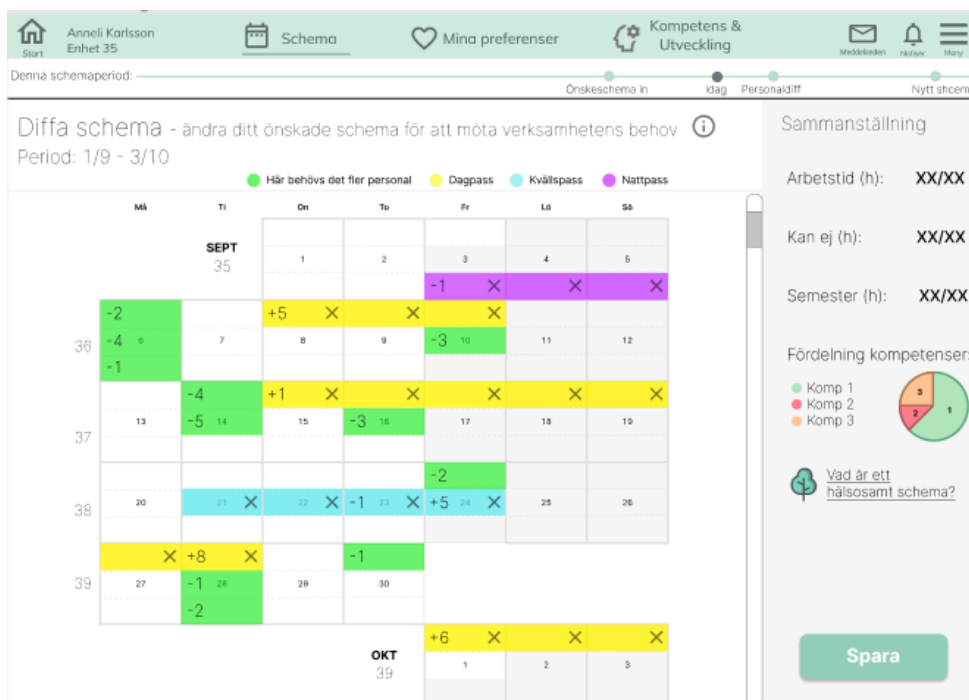 Anneli Karlsson
Enhet 35
Start
Schema
Mina preferenser
Kompetens &
Utveckling
Meddelanden
Notiser
Meny
Denna schemaperiod:
Önskeschema in
Idag
Personaldiff
Nytt shcem
Diffa schema - ändra ditt önskade schema för att möta verksamhetens behov
Period: 1/9 - 3/10
Här behövs det fler personal
Dagpass
Kvällspass
Nattpass
Må Ti On To Fr Lö Sö
SEPT
35
1 2 3 4 5
-1 X X X
-2 +5 X X X
36
-4 6 7 8 9 -3 10 11 12
-1
-4 +1 X X X X X
13 -5 14 15 -3 16 17 18 19
37
-2
38
20 21 X 22 X -1 23 X +5 24 X 25 26
X +8 X -1
39
27 -1 28 29 30
-2
+6 X X X
OKT
39
1 2 3
Sammanställning
Arbetstid (h): XX/XX
Kan ej (h): XX/XX
Semester (h): XX/XX
Fördelning kompetenser:
Komp 1
Komp 2
Komp 3
3
2
1
Vad är ett
hälsosamt schema?
Spara